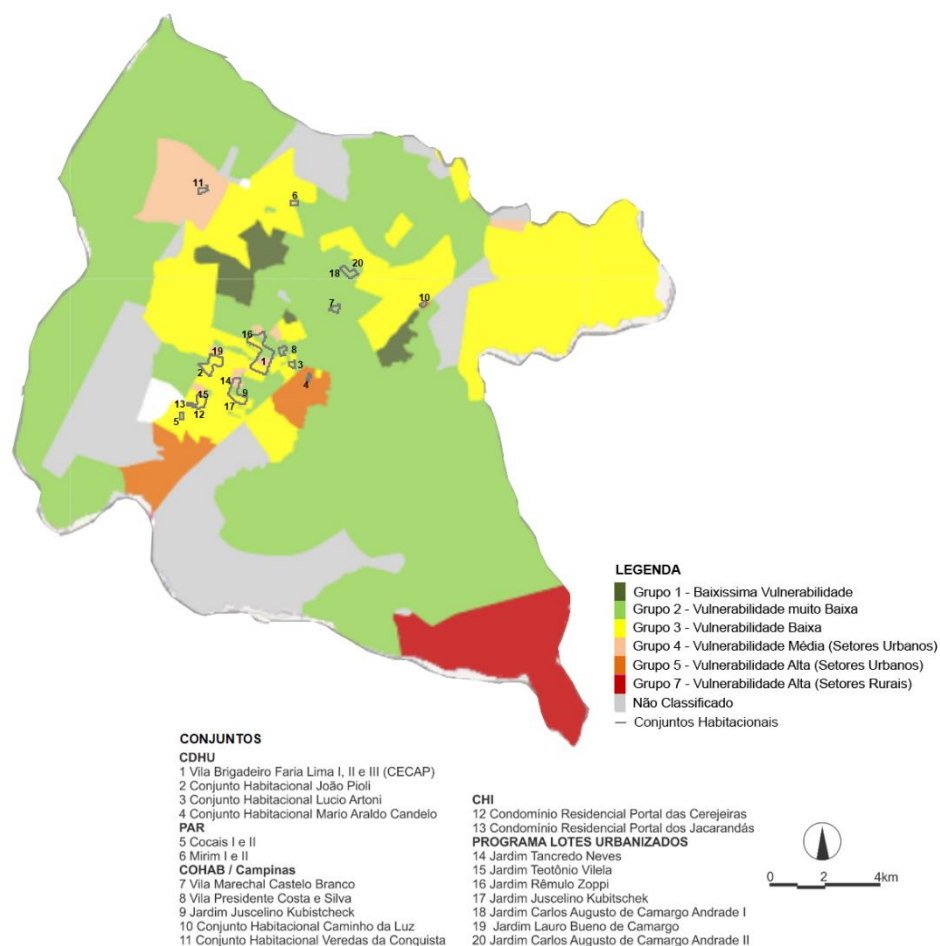 11
6
20
18
7
10
16
8
1
3
19
2
14
4
15
9
13
17
12
5
LEGENDA
Grupo 1 - Baixissima Vulnerabilidade
Grupo 2 - Vulnerabilidade muito Baixa
Grupo 3 - Vulnerabilidade Baixa
Grupo 4 - Vulnerabilidade Média (Setores Urbanos)
Grupo 5 - Vulnerabilidade Alta (Setores Urbanos)
Grupo 7 - Vulnerabilidade Alta (Setores Rurais)
Não Classificado
Conjuntos Habitacionais
CONJUNTOS
CDHU
1 Vila Brigadeiro Faria Lima I, II e III (CECAP)
2 Conjunto Habitacional João Pioli
3 Conjunto Habitacional Lucio Artoni
4 Conjunto Habitacional Mario Araldo Candelo
PAR
5 Cocais I e II
6 Mirim I e II
COHAB / Campinas
7 Vila Marechal Castelo Branco
8 Vila Presidente Costa e Silva
9 Jardim Juscelino Kubistcheck
10 Conjunto Habitacional Caminho da Luz
11 Conjunto Habitacional Veredas da Conquista
CHI
12 Condomínio Residencial Portal das Cerejeiras
13 Condomínio Residencial Portal dos Jacarandás
PROGRAMA LOTES URBANIZADOS
14 Jardim Tancredo Neves
15 Jardim Teotônio Vilela
16 Jardim Rêmulo Zoppi
17 Jardim Juscelino Kubitschek
18 Jardim Carlos Augusto de Camargo Andrade I
19 Jardim Lauro Bueno de Camargo
20 Jardim Carlos Augusto de Camargo Andrade II
0 2 4km